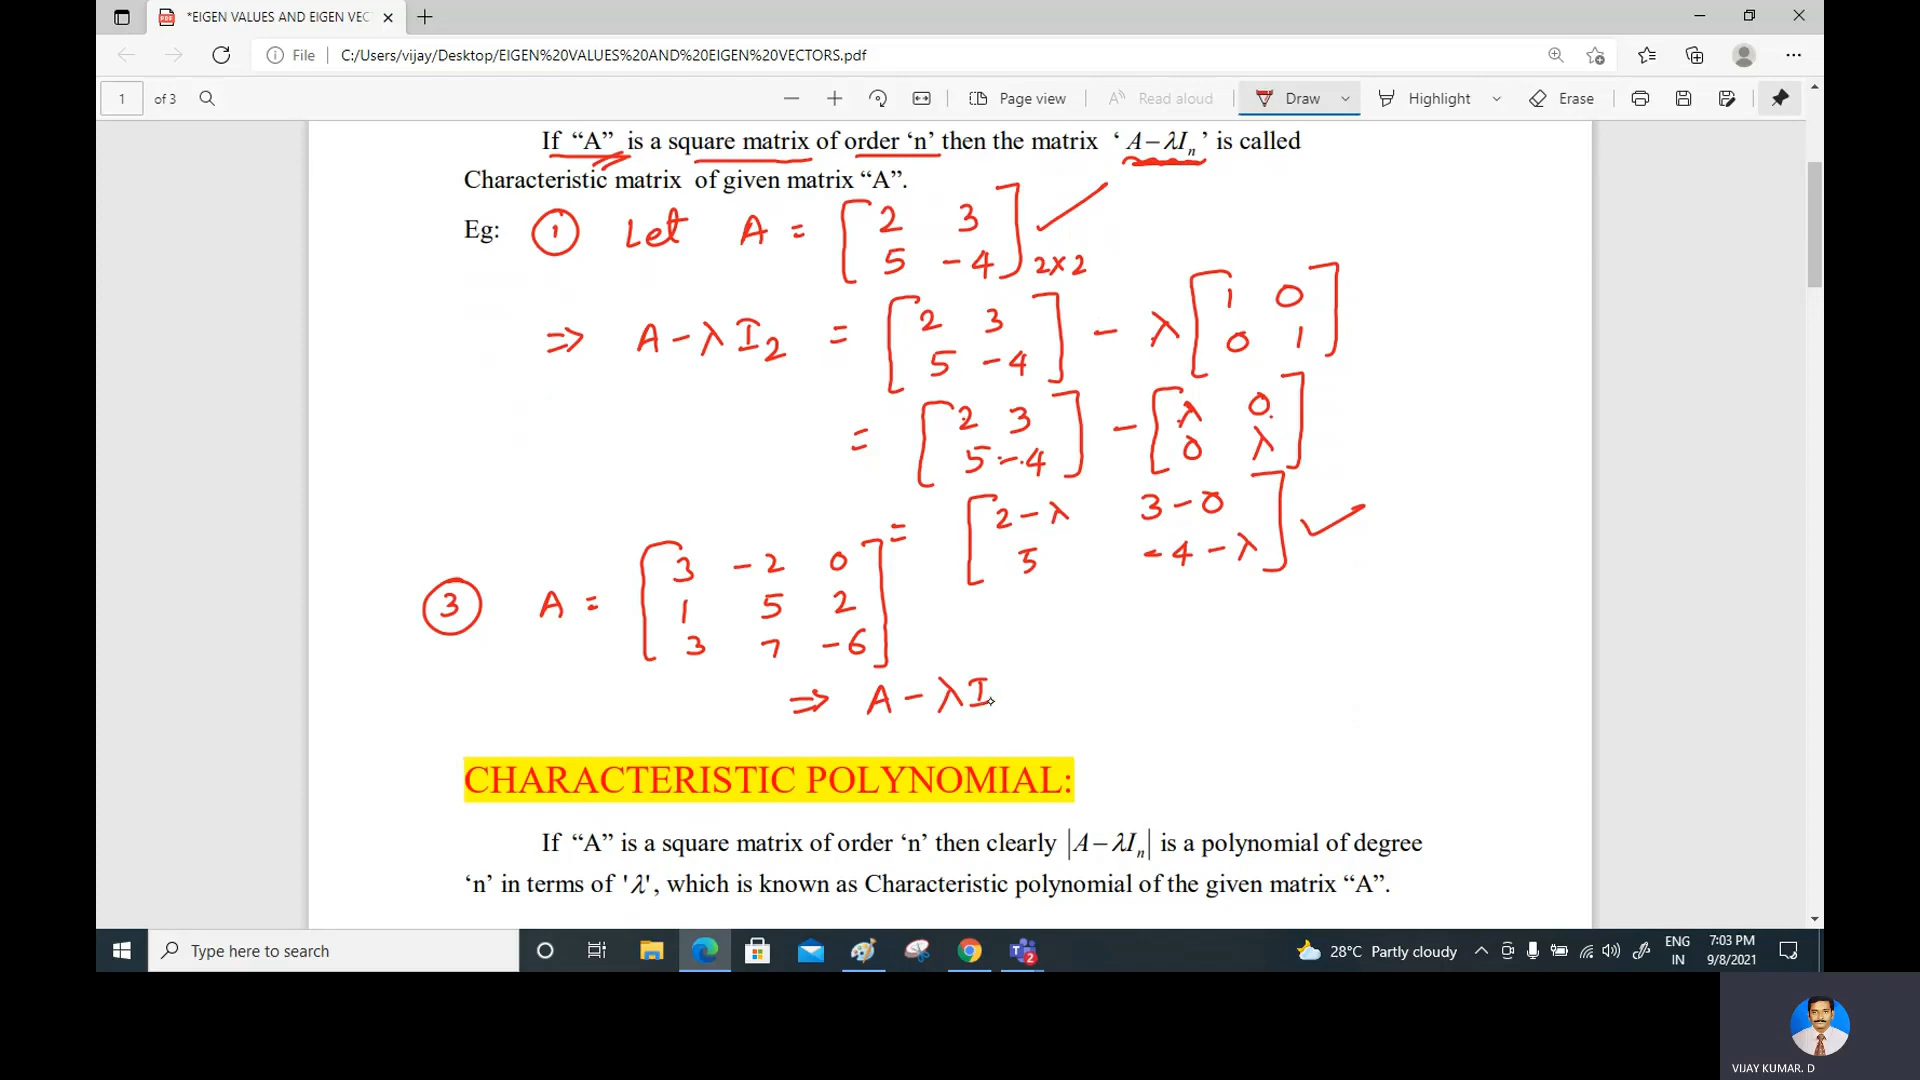 *EIGEN VALUES AND EIGEN VEC
File C:/Users/vijay/Desktop/EIGEN%20VALUES%20AND%20EIGEN%20VECTORS.pdf
1 of 3 Page view Read aloud Draw Highlight Erase
If “A” is a square matrix of order ‘n’ then the matrix ‘ A−λIₙ ’ is called
Characteristic matrix of given matrix “A”.
Eg: 1 Let A = [ 2 3
5 -4 ] 2×2
⇒ A - λ I2 = [ 2 3
5 -4 ] - λ [ 1 0
0 1 ]
= [ 2 3
5 -4 ] - [ λ 0
0 λ ]
= [ 2-λ 3-0
5 -4-λ ]
3 A = [ 3 -2 0
1 5 2
3 7 -6 ]
⇒ A - λI
CHARACTERISTIC POLYNOMIAL:
If “A” is a square matrix of order ‘n’ then clearly |A−λIₙ| is a polynomial of degree
‘n’ in terms of 'λ', which is known as Characteristic polynomial of the given matrix “A”.
Type here to search
2
28°C Partly cloudy
ENG
IN
7:03 PM
9/8/2021
VIJAY KUMAR. D